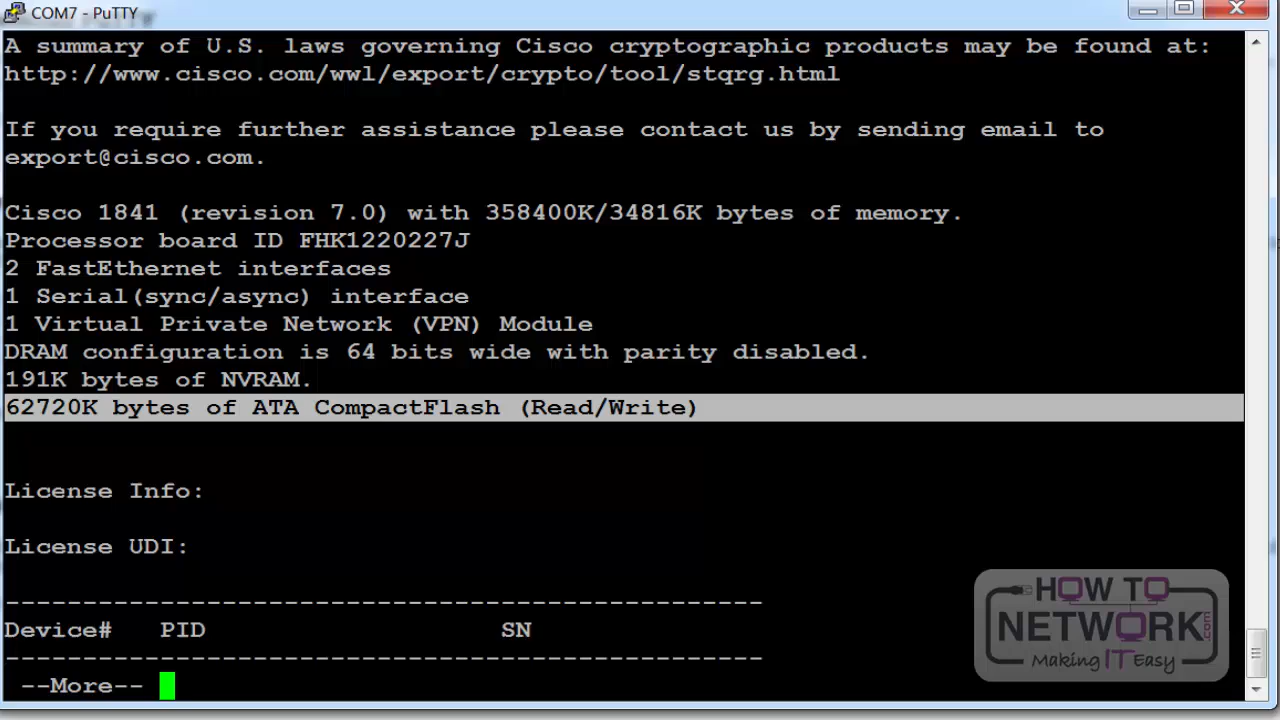 COM7 - PuTTY
A summary of U.S. laws governing Cisco cryptographic products may be found at:
http://www.cisco.com/wwl/export/crypto/tool/stqrg.html
If you require further assistance please contact us by sending email to
export@cisco.com.
Cisco 1841 (revision 7.0) with 358400K/34816K bytes of memory.
Processor board ID FHK1220227J
2 FastEthernet interfaces
1 Serial(sync/async) interface
1 Virtual Private Network (VPN) Module
DRAM configuration is 64 bits wide with parity disabled.
191K bytes of NVRAM.
62720K bytes of ATA CompactFlash (Read/Write)
License Info:
License UDI:
-------------------------------------------------
Device#   PID                   SN
-------------------------------------------------
--More--
HOW TO
NETWORK.com
Making IT Easy